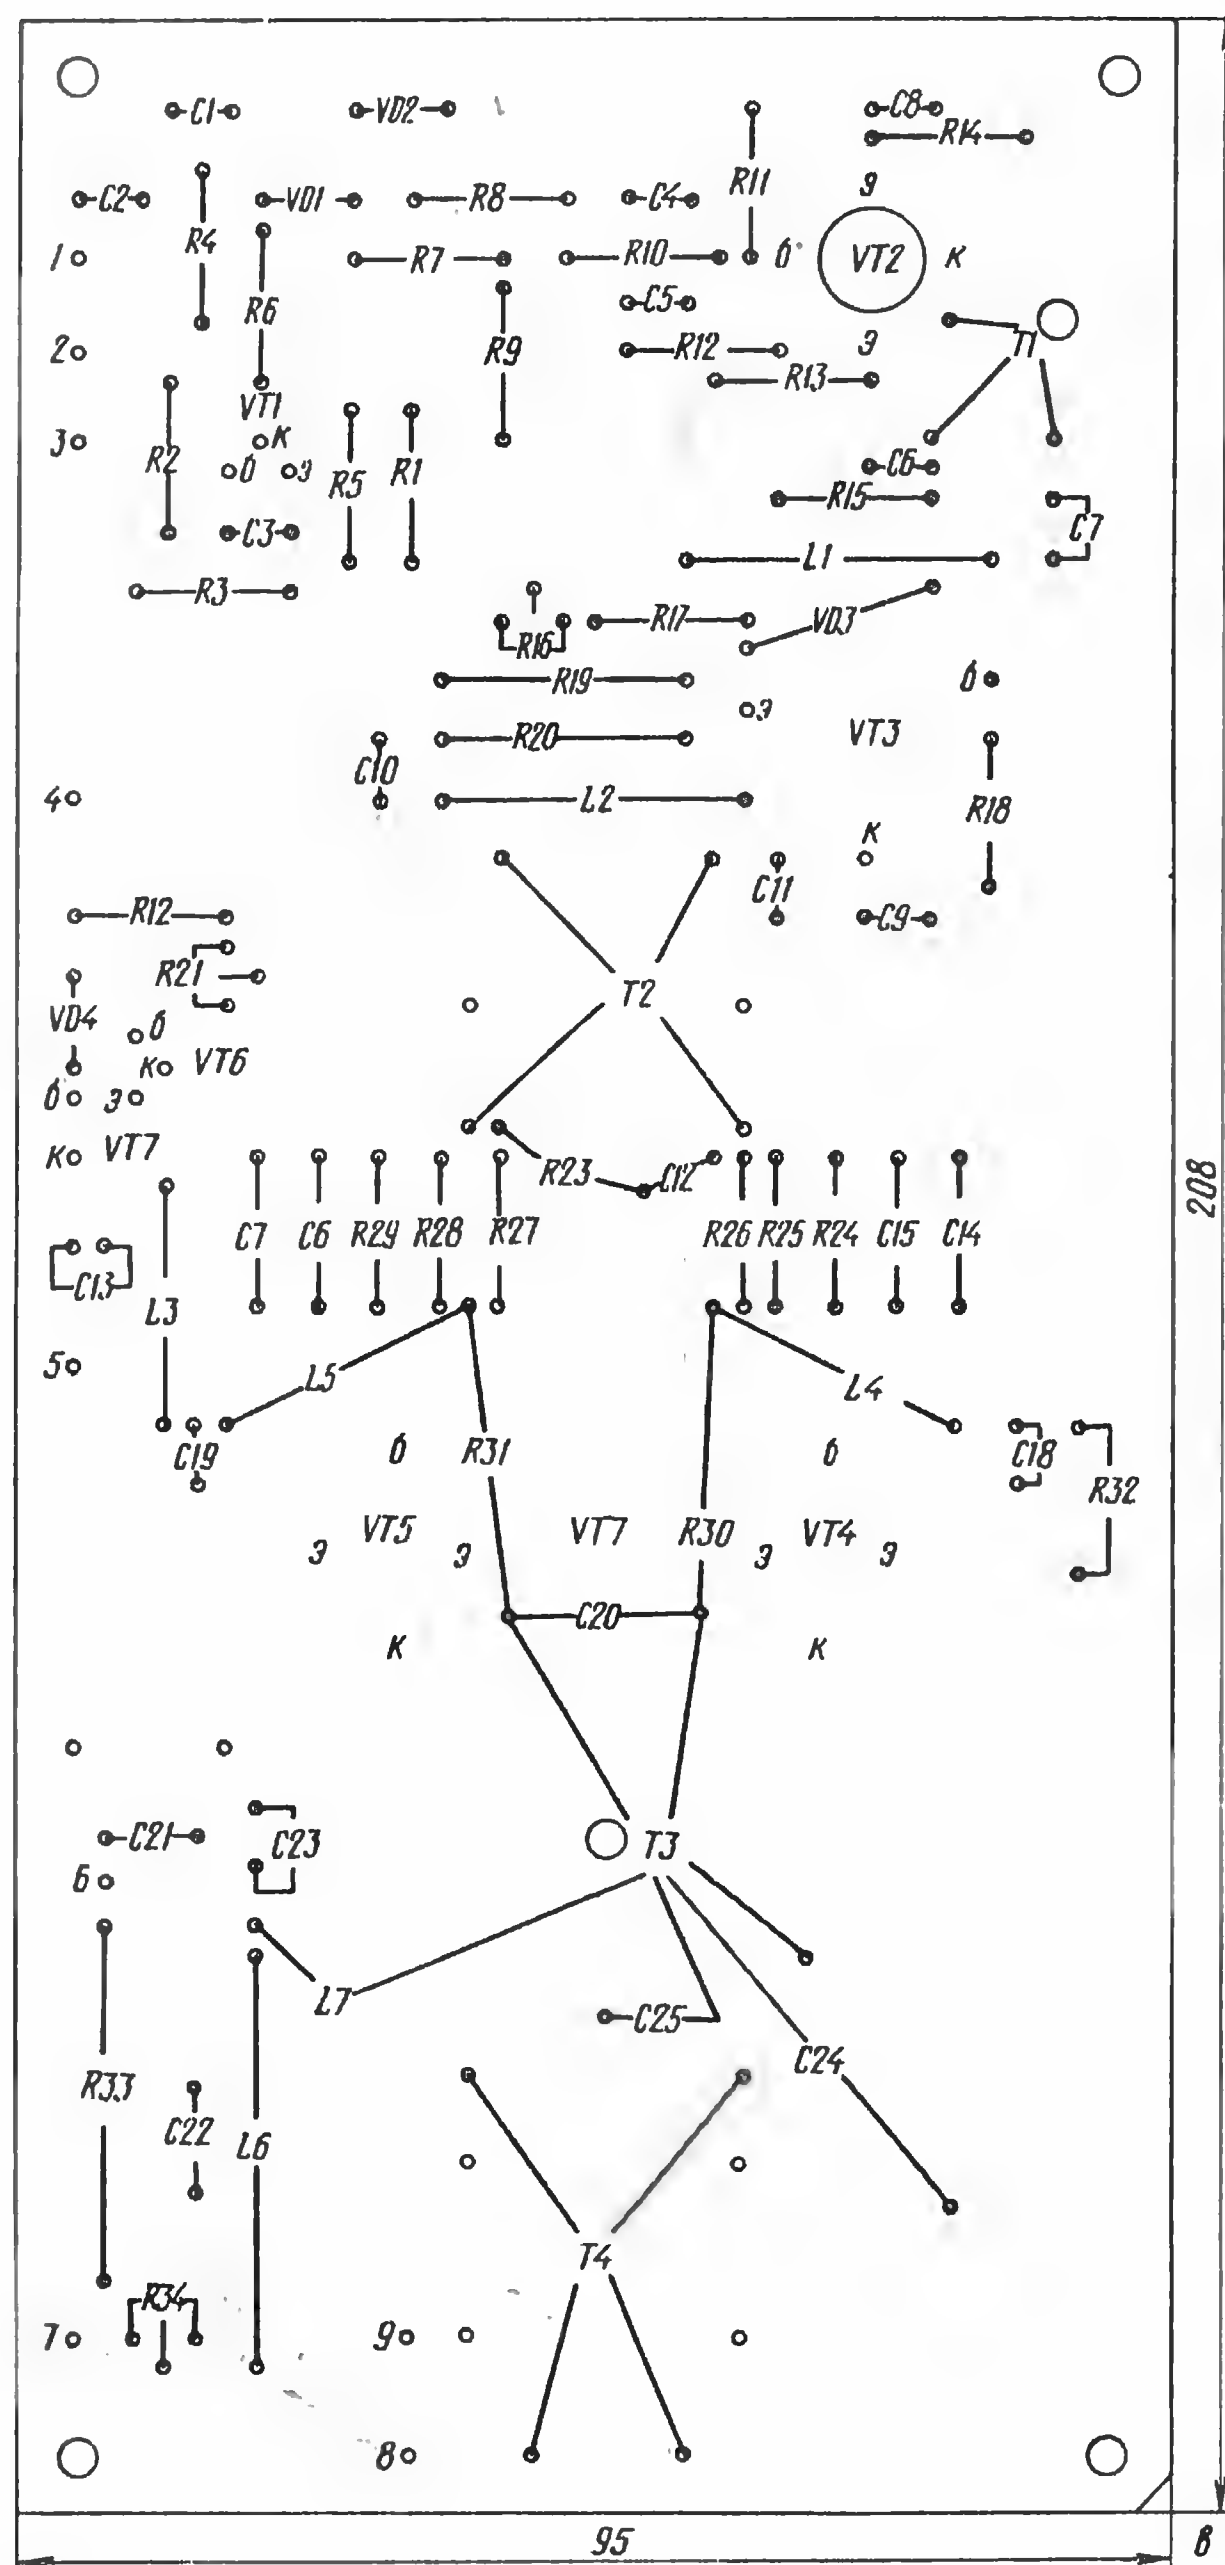 C1 VD2 C8
R14
C2 R4 VD1 R8 C4 R11 э
1 R6 R7 R10 б VT2 к
C5
2 R9 R12 э T1
R13
VT1
3 R2 к R5 R1
б э C6
R15
C3 L1 C7
R3
R16 R17 VD3
R19 б
э
R20 VT3
C10
4 L2 R18
к
C11
R12 C9
R21
T2
VD4 б
к VT6
б э
к VT7
R23 C12
C7 C6 R29 R28 R27 R26 R25 R24 C15 C14
C13
L3
5 L5 L4
C19 б R31 б C18
R32
э VT5 э VT7 R30 э VT4 э
C20
к к
C21 C23 T3
6
L7
C25
C24
R33
C22 L6
T4
R34
7 9
8
208
95
в